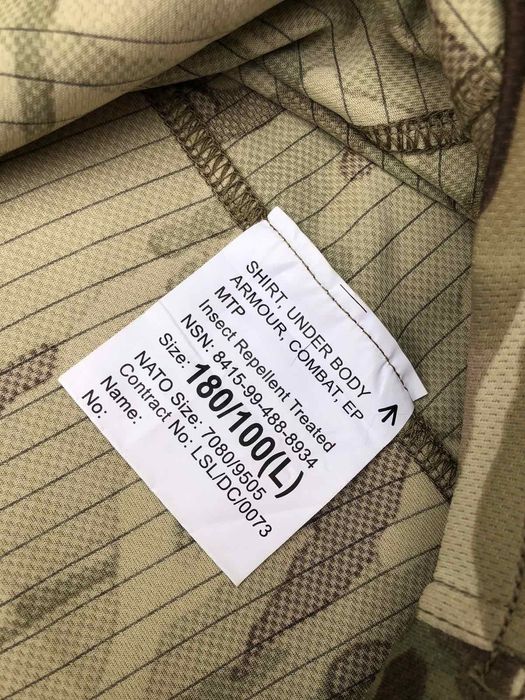 SHIRT, UNDER BODY
ARMOUR, COMBAT, EP
MTP
Insect Repellent Treated
NSN: 8415-99-488-8934
Size: 180/100(L)
NATO Size: 7080/9505
Contract No: LSL/DC/0073
Name:
No: